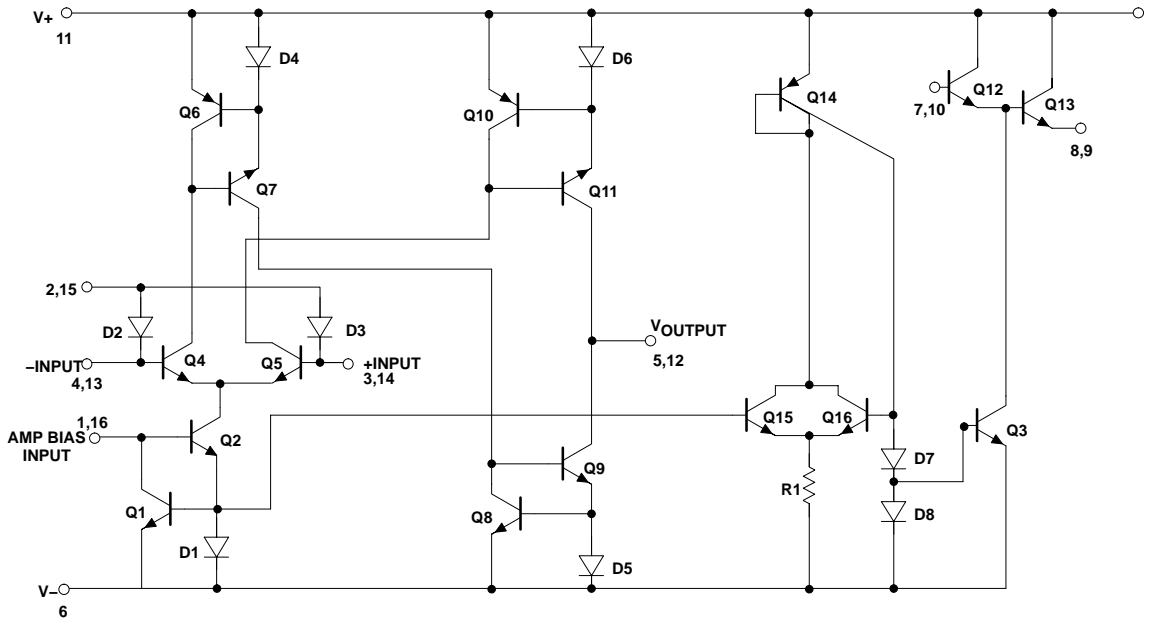 V+
11
D4
D6
Q6
Q10
Q14
Q12
7,10
Q13
8,9
Q7
Q11
2,15
D2
D3
VOUTPUT
5,12
–INPUT
4,13
Q4
Q5
+INPUT
3,14
1,16
AMP BIAS
INPUT
Q2
Q15
Q16
Q3
D7
Q9
R1
Q1
Q8
D8
D1
D5
V–
6